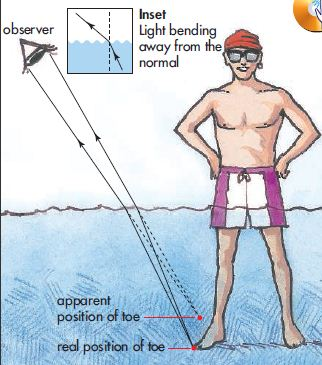 observer
Inset
Light bending
away from the
normal
apparent
position of toe
real position of toe